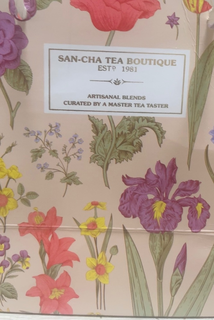 SAN-CHA TEA BOUTIQUE
ESTD 1981
ARTISANAL BLENDS
CURATED BY A MASTER TEA TASTER